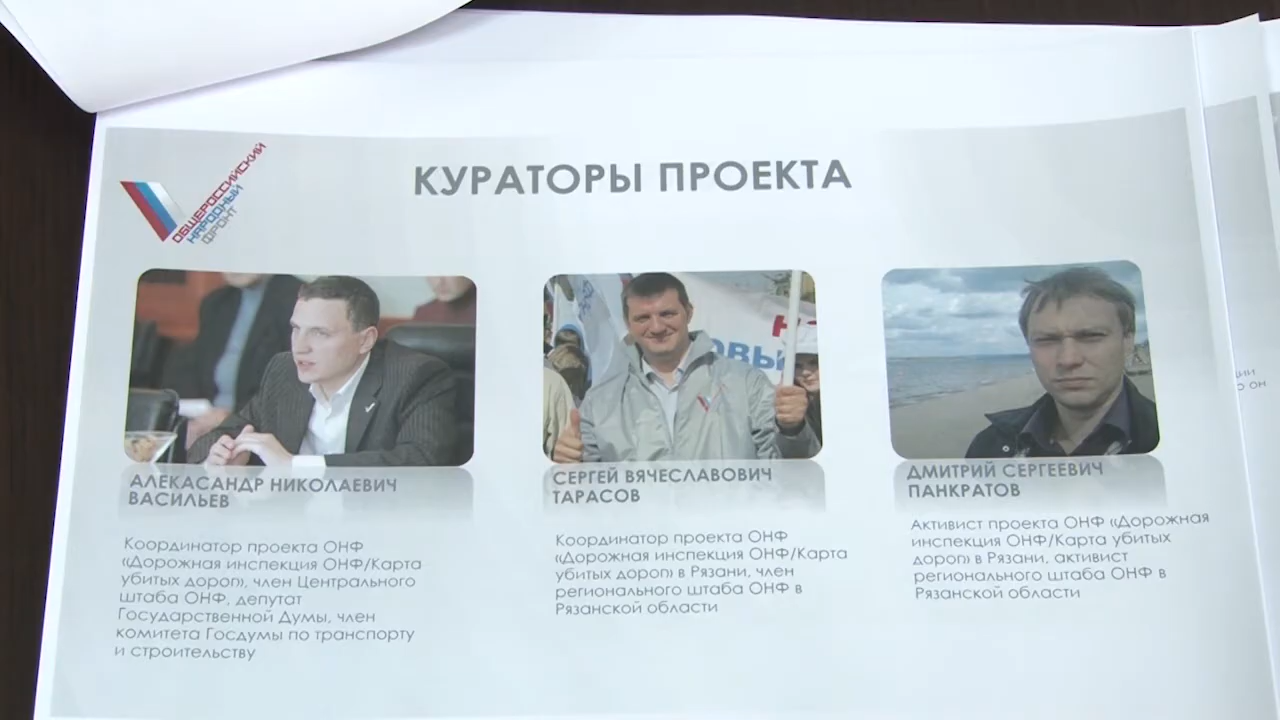 ОБЩЕРОССИЙСКИЙ
НАРОДНЫЙ
ФРОНТ
КУРАТОРЫ ПРОЕКТА
АЛЕКАСАНДР НИКОЛАЕВИЧ
ВАСИЛЬЕВ
Координатор проекта ОНФ
«Дорожная инспекция ОНФ/Карта
убитых дорог», член Центрального
штаба ОНФ, депутат
Государственной Думы, член
комитета Госдумы по транспорту
и строительству
СЕРГЕЙ ВЯЧЕСЛАВОВИЧ
ТАРАСОВ
Координатор проекта ОНФ
«Дорожная инспекция ОНФ/Карта
убитых дорог» в Рязани, член
регионального штаба ОНФ в
Рязанской области
ДМИТРИЙ СЕРГЕЕВИЧ
ПАНКРАТОВ
Активист проекта ОНФ «Дорожная
инспекция ОНФ/Карта убитых
дорог» в Рязани, активист
регионального штаба ОНФ в
Рязанской области